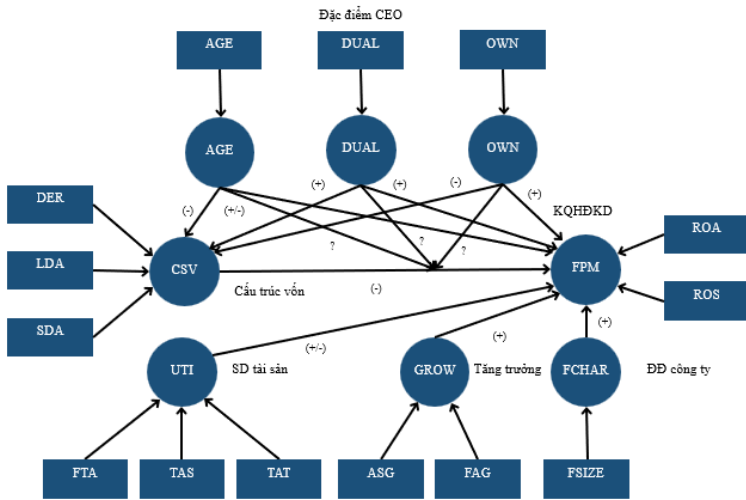 Đặc điểm CEO
AGE
DUAL
OWN
AGE
DUAL
OWN
(-)
(+/-)
(+)
(+)
(-)
(+)
KQHĐKD
DER
ROA
?
?
?
LDA
CSV
FPM
Cấu trúc vốn
(-)
ROS
SDA
(+/-)
(+)
(+)
UTI
SD tài sản
GROW
Tăng trưởng
FCHAR
ĐĐ công ty
FTA
TAS
TAT
ASG
FAG
FSIZE